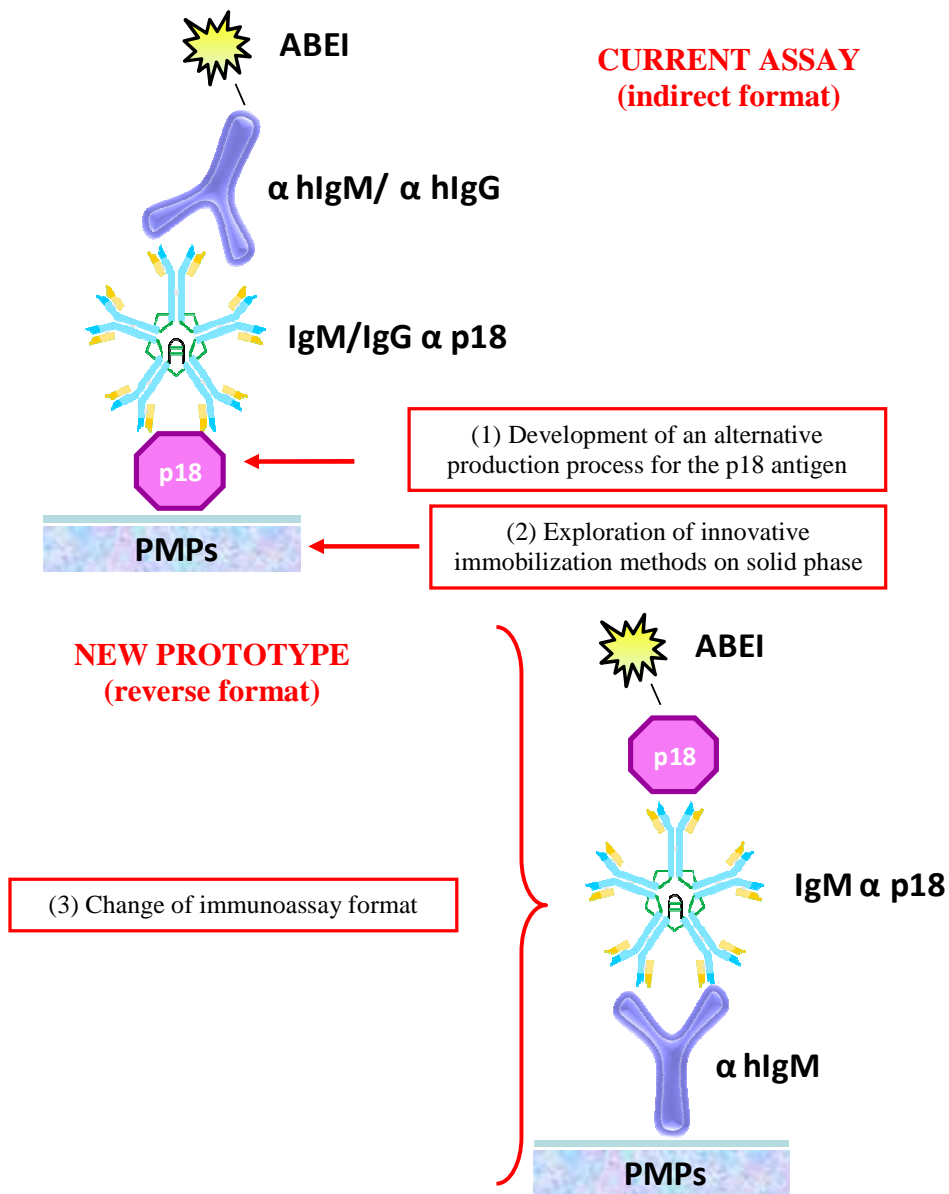 ABEI
CURRENT ASSAY
(indirect format)
α hIgM/ α hIgG
IgM/IgG α p18
(1) Development of an alternative
production process for the p18 antigen
p18
(2) Exploration of innovative
immobilization methods on solid phase
PMPs
NEW PROTOTYPE
(reverse format)
ABEI
p18
(3) Change of immunoassay format
IgM α p18
α hIgM
PMPs